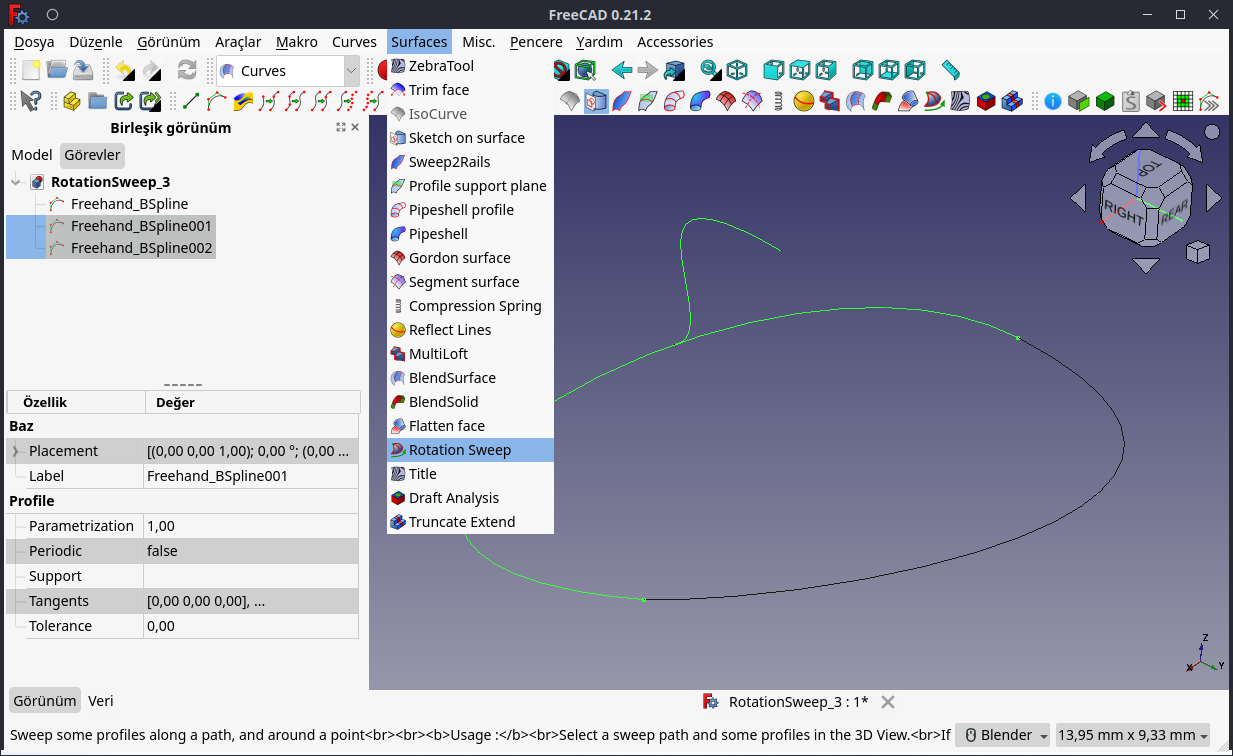 FreeCAD 0.21.2
Dosya Düzenle Görünüm Araçlar Makro Curves Surfaces Misc. Pencere Yardım Accessories
Curves
ZebraTool
Trim face
IsoCurve
Sketch on surface
Sweep2Rails
Profile support plane
Pipeshell profile
Pipeshell
Gordon surface
Segment surface
Compression Spring
Reflect Lines
MultiLoft
BlendSurface
BlendSolid
Flatten face
Rotation Sweep
Title
Draft Analysis
Truncate Extend
Birleşik görünüm
Model Görevler
RotationSweep_3
Freehand_BSpline
Freehand_BSpline001
Freehand_BSpline002
Özellik Değer
Baz
Placement [(0,00 0,00 1,00); 0,00 °; (0,00 ...
Label Freehand_BSpline001
Profile
Parametrization 1,00
Periodic false
Support
Tangents [0,00 0,00 0,00], ...
Tolerance 0,00
Görünüm Veri
TOP
RIGHT
REAR
Z
X
Y
RotationSweep_3 : 1*
Sweep some profiles along a path, and around a point<br><br><b>Usage :</b><br>Select a sweep path and some profiles in the 3D View.<br>If
Blender
13,95 mm x 9,33 mm